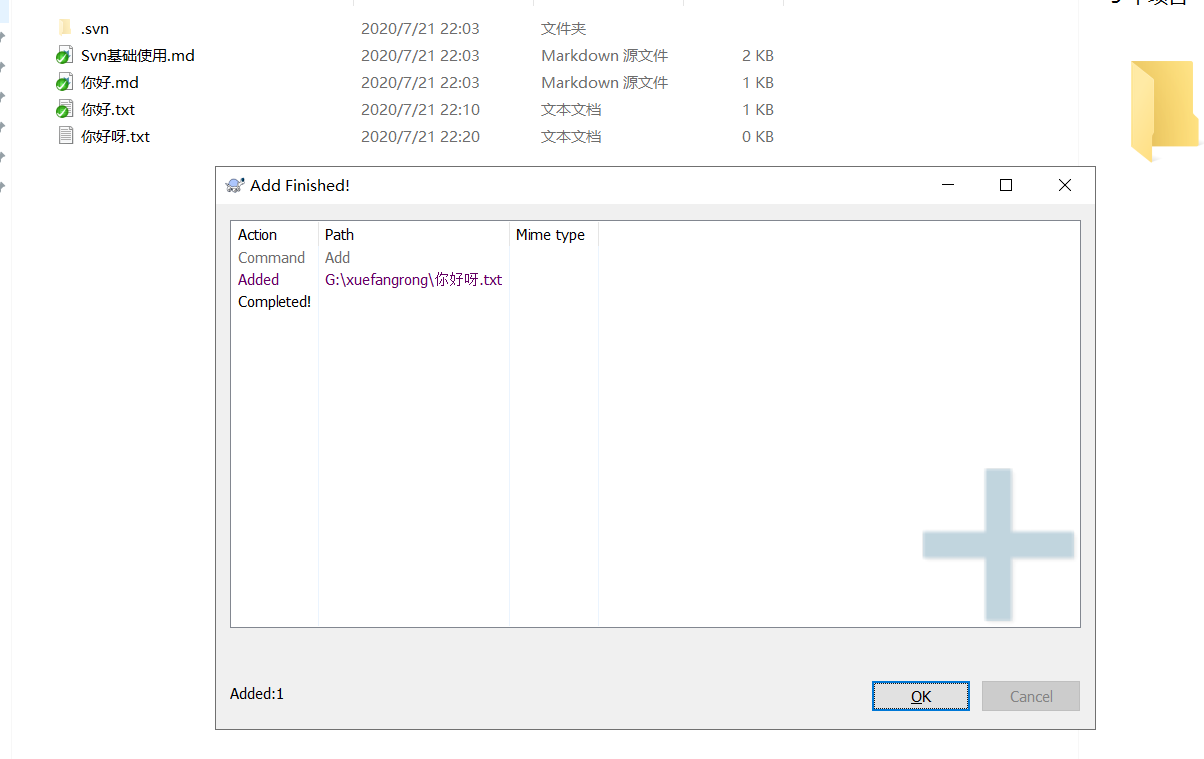 .svn 2020/7/21 22:03 文件夹
Svn基础使用.md 2020/7/21 22:03 Markdown 源文件 2 KB
你好.md 2020/7/21 22:03 Markdown 源文件 1 KB
你好.txt 2020/7/21 22:10 文本文档 1 KB
你好呀.txt 2020/7/21 22:20 文本文档 0 KB
Add Finished!
Action Path Mime type
Command Add
Added G:\xuefangrong\你好呀.txt
Completed!
Added:1
OK Cancel